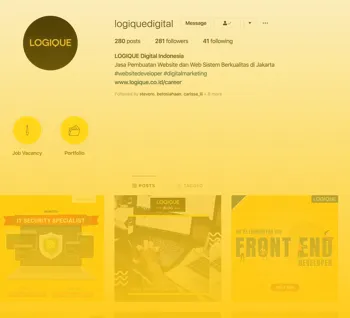 LOGIQUE
logiquedigital
Message
280 posts 281 followers 41 following
LOGIQUE Digital Indonesia
Jasa Pembuatan Website dan Web Sistem Berkualitas di Jakarta
#websitedeveloper #digitalmarketing
www.logique.co.id/career
Followed by
Job Vacancy
Portfolio
POSTS
TAGGED
IT SECURITY SPECIALIST
LOGIQUE
BLOG
LOGIQUE
FRONT END
DEVELOPER